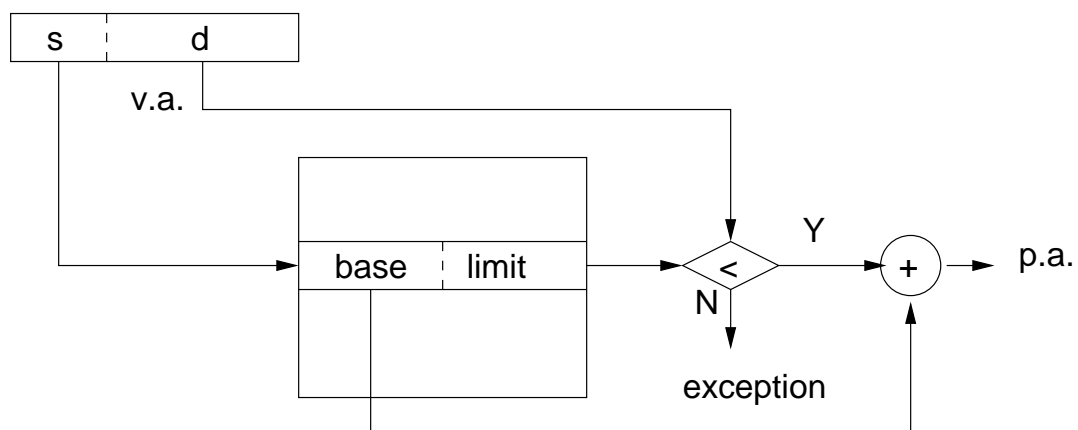 s d
v.a.
Y
base limit < + p.a.
N
exception